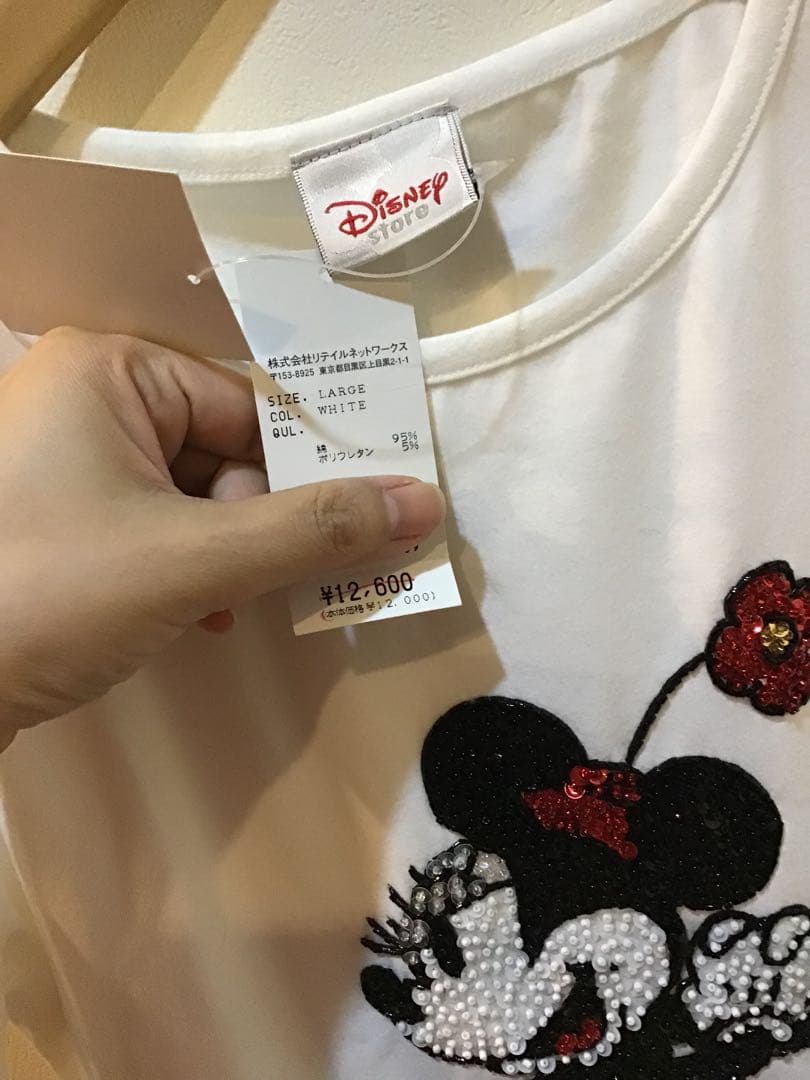 Disney
store
株式会社リテイルネットワークス
〒153-8925 東京都目黒区上目黒2-1-1
SIZE. LARGE
COL. WHITE
QUL.
綿 95%
ポリウレタン 5%
¥12,600
(本体価格 ¥12,000)